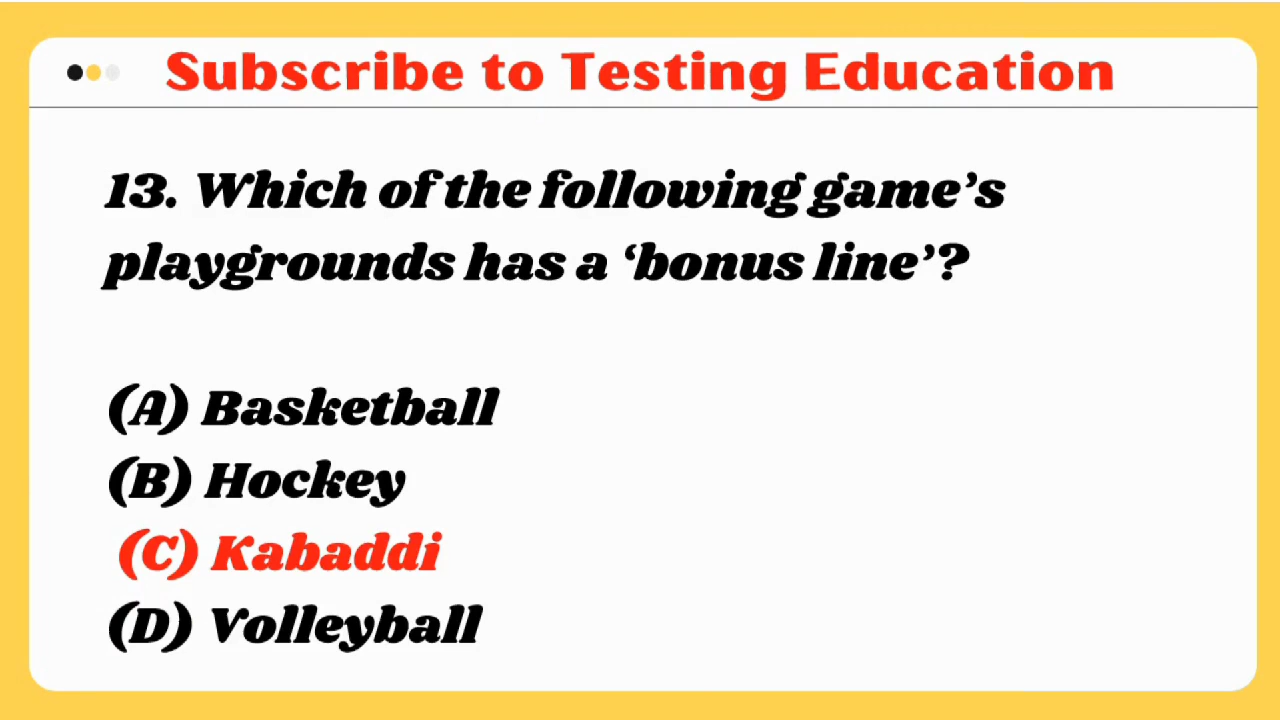 Subscribe to Testing Education
13. Which of the following game’s
playgrounds has a ‘bonus line’?
(A) Basketball
(B) Hockey
(C) Kabaddi
(D) Volleyball